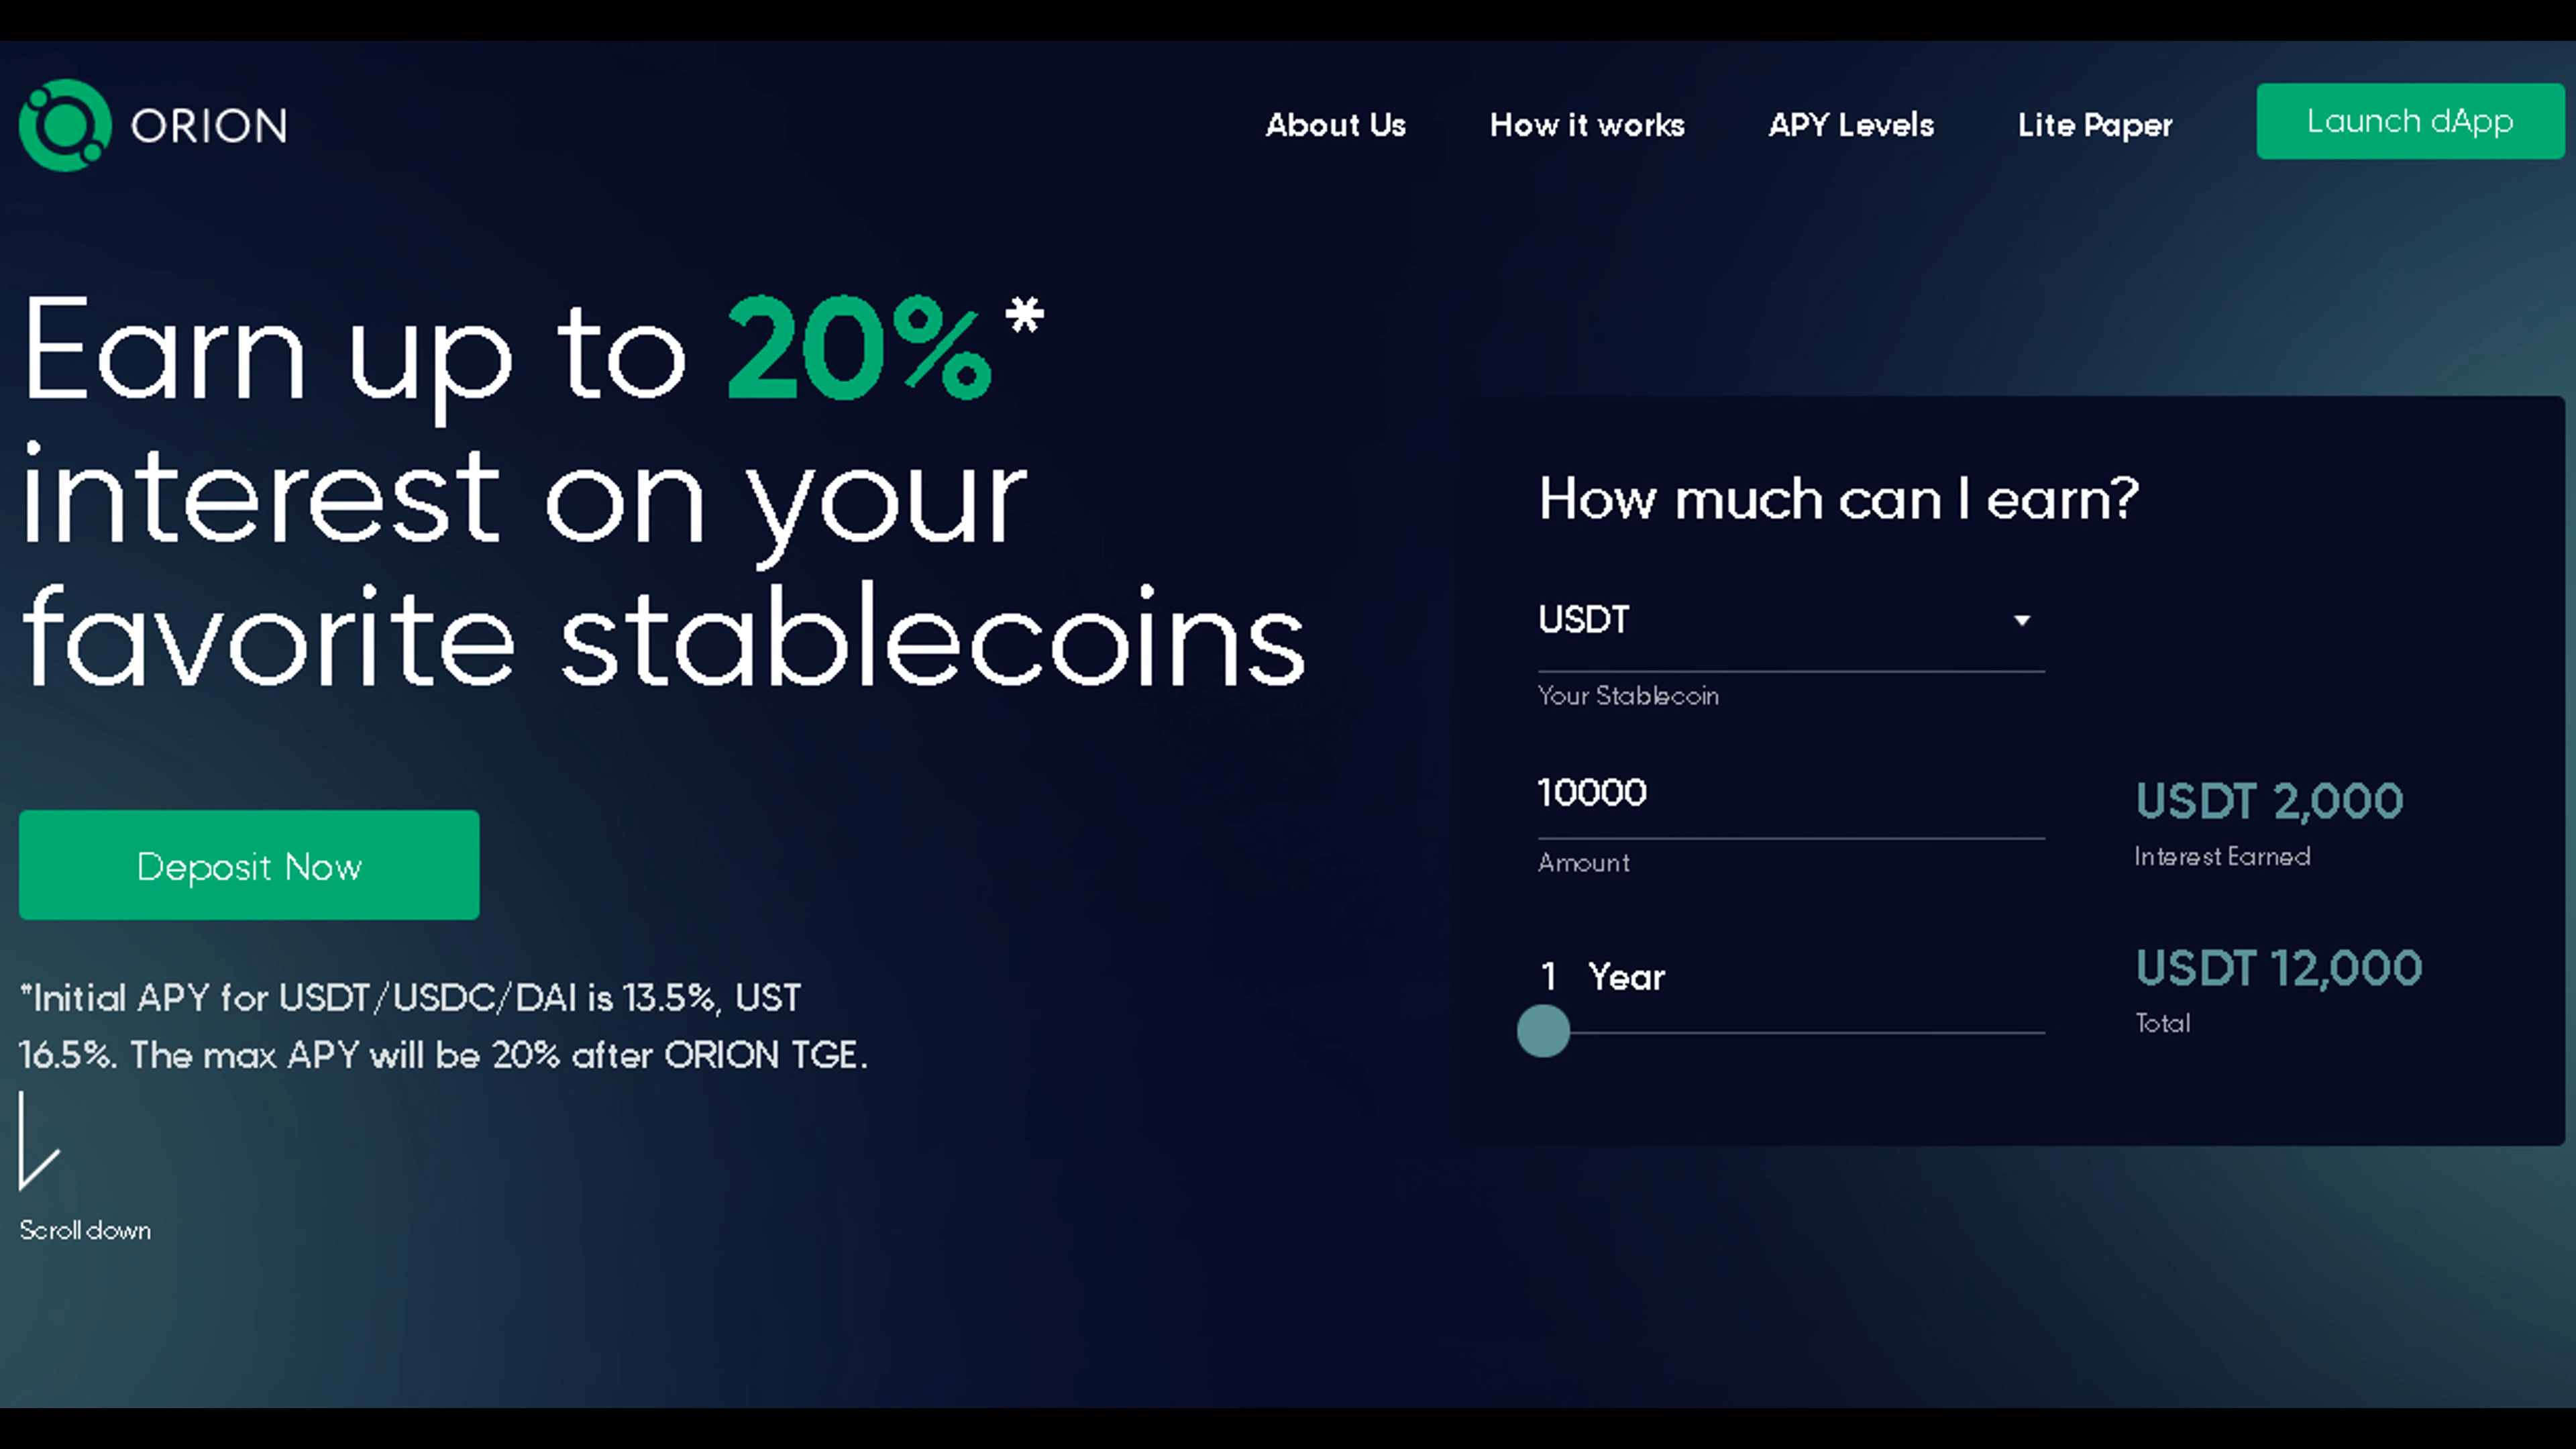 ORION
About Us
How it works
APY Levels
Lite Paper
Launch dApp
Earn up to 20%*
interest on your
favorite stablecoins
Deposit Now
*Initial APY for USDT/USDC/DAI is 13.5%, UST
16.5%. The max APY will be 20% after ORION TGE.
Scroll down
How much can I earn?
USDT
Your Stablecoin
10000
Amount
USDT 2,000
Interest Earned
1 Year
USDT 12,000
Total